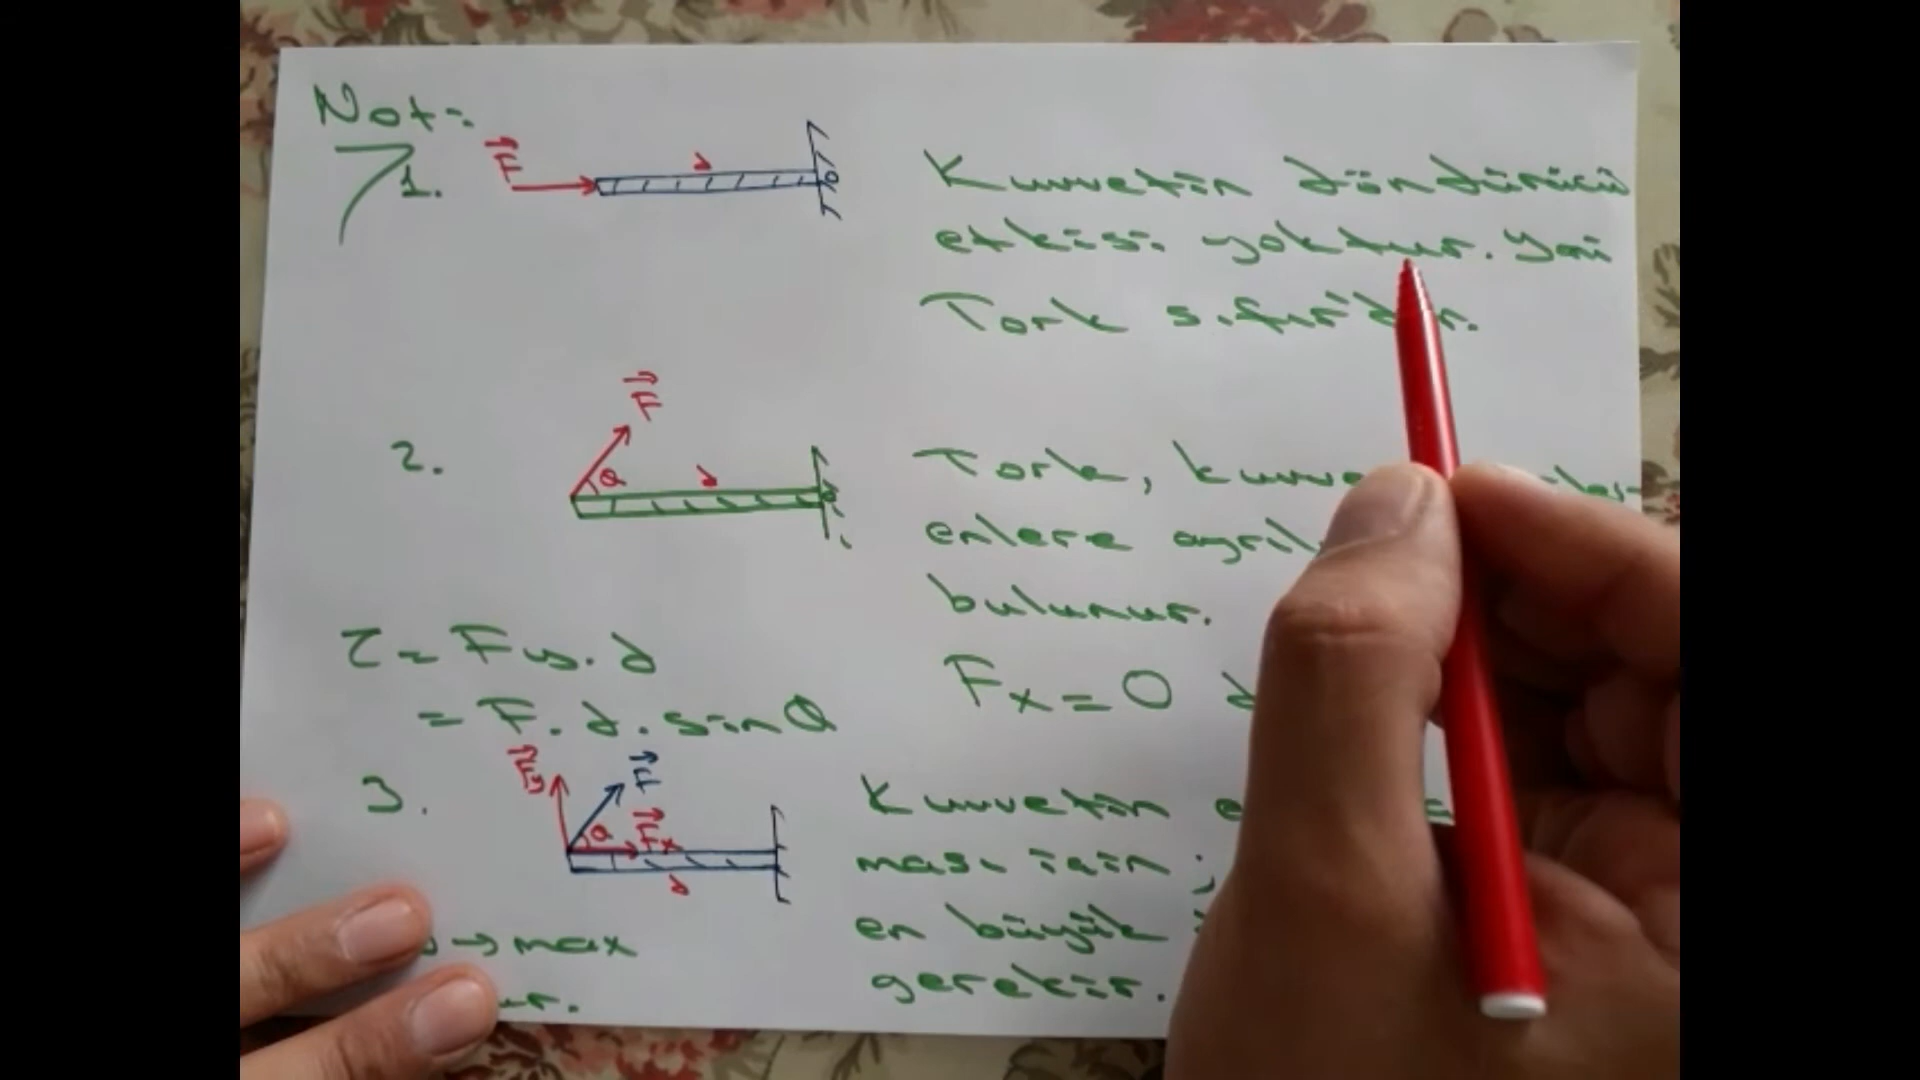 Not:
1.
F
d
O
Kuvvetin döndürücü
etkisi yoktur. Yani
Tork sıfırdır.
2.
F
θ
d
O
Tork,
enlere
bulunur.
τ = Fy. d
= F. d. sinθ
Fx = 0
3.
Fy
F
θ
Fx
d
Kuvvetin
ması için;
en büyük
gerekir.
→ max